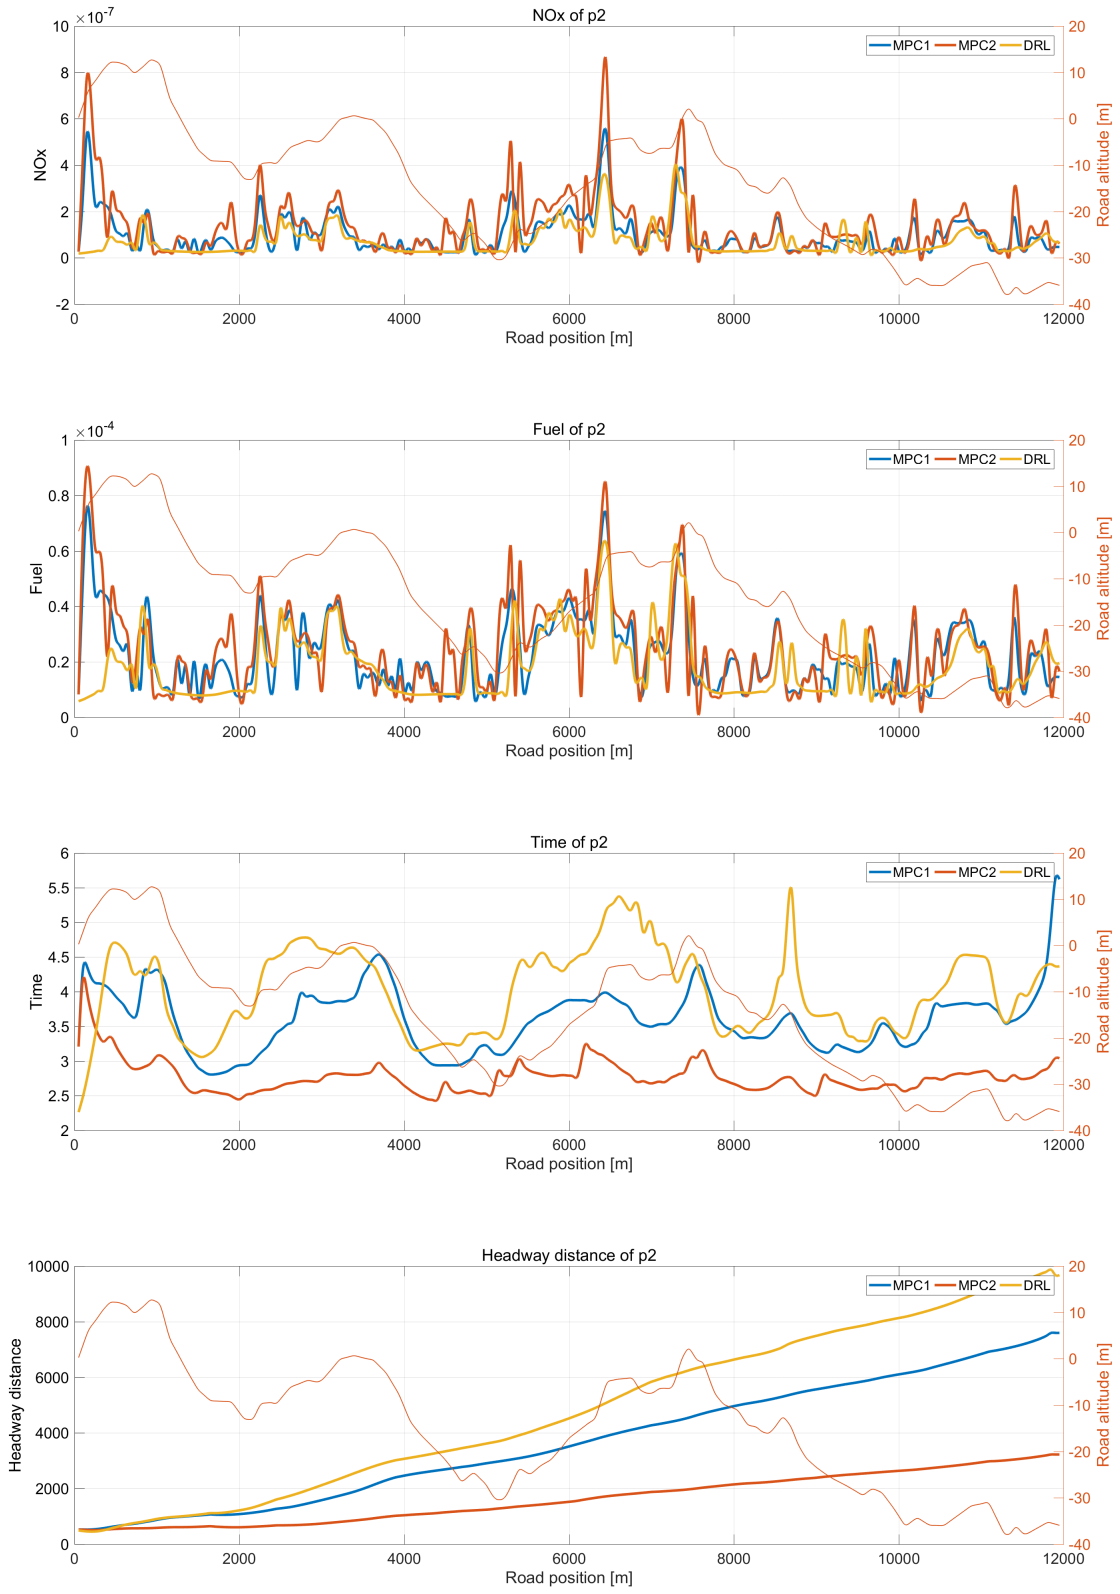 NOx of p2
×10^-7
MPC1 MPC2 DRL
10
8
6
4
2
0
-2
NOx
20
10
0
-10
-20
-30
-40
Road altitude [m]
0 2000 4000 6000 8000 10000 12000
Road position [m]
Fuel of p2
×10^-4
MPC1 MPC2 DRL
1
0.8
0.6
0.4
0.2
0
Fuel
20
10
0
-10
-20
-30
-40
Road altitude [m]
0 2000 4000 6000 8000 10000 12000
Road position [m]
Time of p2
MPC1 MPC2 DRL
6
5.5
5
4.5
4
3.5
3
2.5
2
Time
20
10
0
-10
-20
-30
-40
Road altitude [m]
0 2000 4000 6000 8000 10000 12000
Road position [m]
Headway distance of p2
MPC1 MPC2 DRL
10000
8000
6000
4000
2000
0
Headway distance
20
10
0
-10
-20
-30
-40
Road altitude [m]
0 2000 4000 6000 8000 10000 12000
Road position [m]